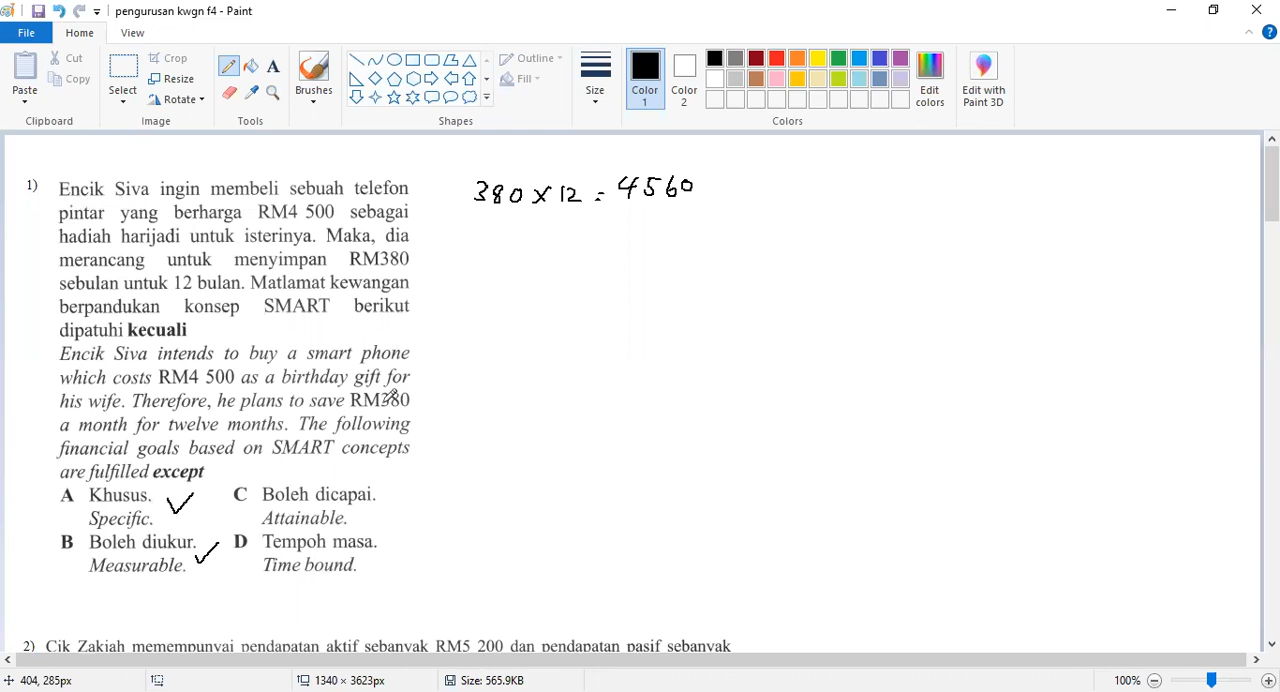 pengurusan kwgn f4 - Paint
File Home View
Paste Cut Copy Clipboard
Select Crop Resize Rotate Image
Tools
Brushes
Outline Fill Shapes
Size
Color 1 Color 2 Edit colors Colors
Edit with Paint 3D
1) Encik Siva ingin membeli sebuah telefon
pintar yang berharga RM4 500 sebagai
hadiah harijadi untuk isterinya. Maka, dia
merancang untuk menyimpan RM380
sebulan untuk 12 bulan. Matlamat kewangan
berpandukan konsep SMART berikut
dipatuhi kecuali
Encik Siva intends to buy a smart phone
which costs RM4 500 as a birthday gift for
his wife. Therefore, he plans to save RM380
a month for twelve months. The following
financial goals based on SMART concepts
are fulfilled except
A Khusus. C Boleh dicapai.
Specific. Attainable.
B Boleh diukur. D Tempoh masa.
Measurable. Time bound.
380 x 12 = 4560
2) Cik Zakiah memempunyai pendapatan aktif sebanyak RM5 200 dan pendapatan pasif sebanyak
404, 285px 1340 × 3623px Size: 565.9KB 100%